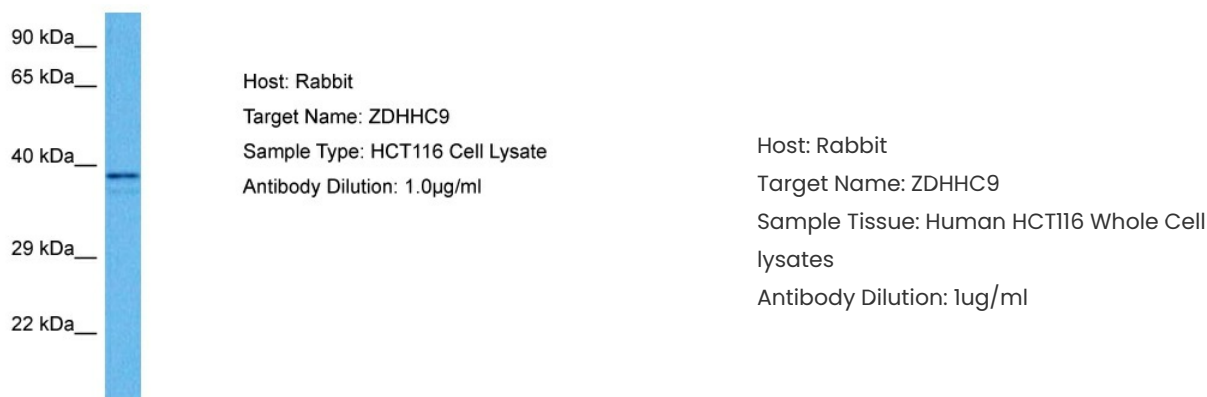 90 kDa__
65 kDa__
40 kDa__
29 kDa__
22 kDa__
Host: Rabbit
Target Name: ZDHHC9
Sample Type: HCT116 Cell Lysate
Antibody Dilution: 1.0µg/ml
Host: Rabbit
Target Name: ZDHHC9
Sample Tissue: Human HCT116 Whole Cell
lysates
Antibody Dilution: 1ug/ml